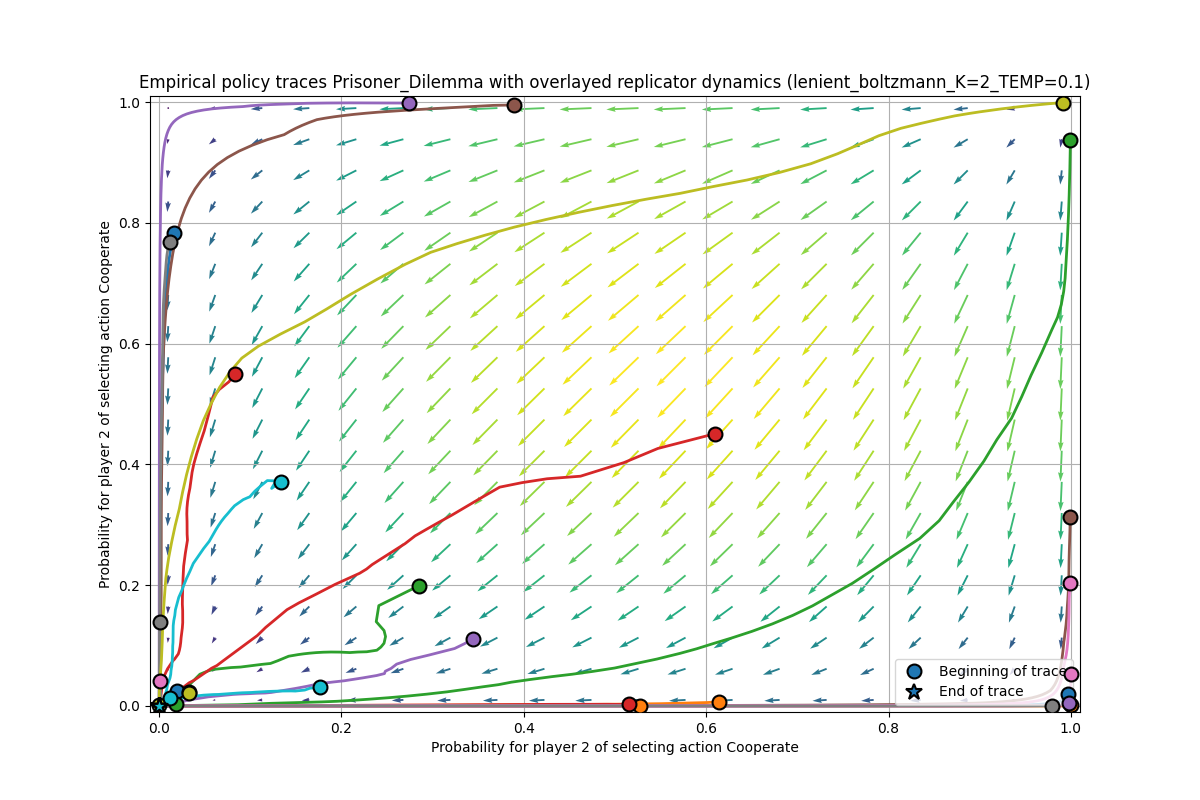 Empirical policy traces Prisoner_Dilemma with overlayed replicator dynamics (lenient_boltzmann_K=2_TEMP=0.1)
Probability for player 2 of selecting action Cooperate
1.0
0.8
0.6
0.4
0.2
0.0
Beginning of trace
End of trace
0.0 0.2 0.4 0.6 0.8 1.0
Probability for player 2 of selecting action Cooperate